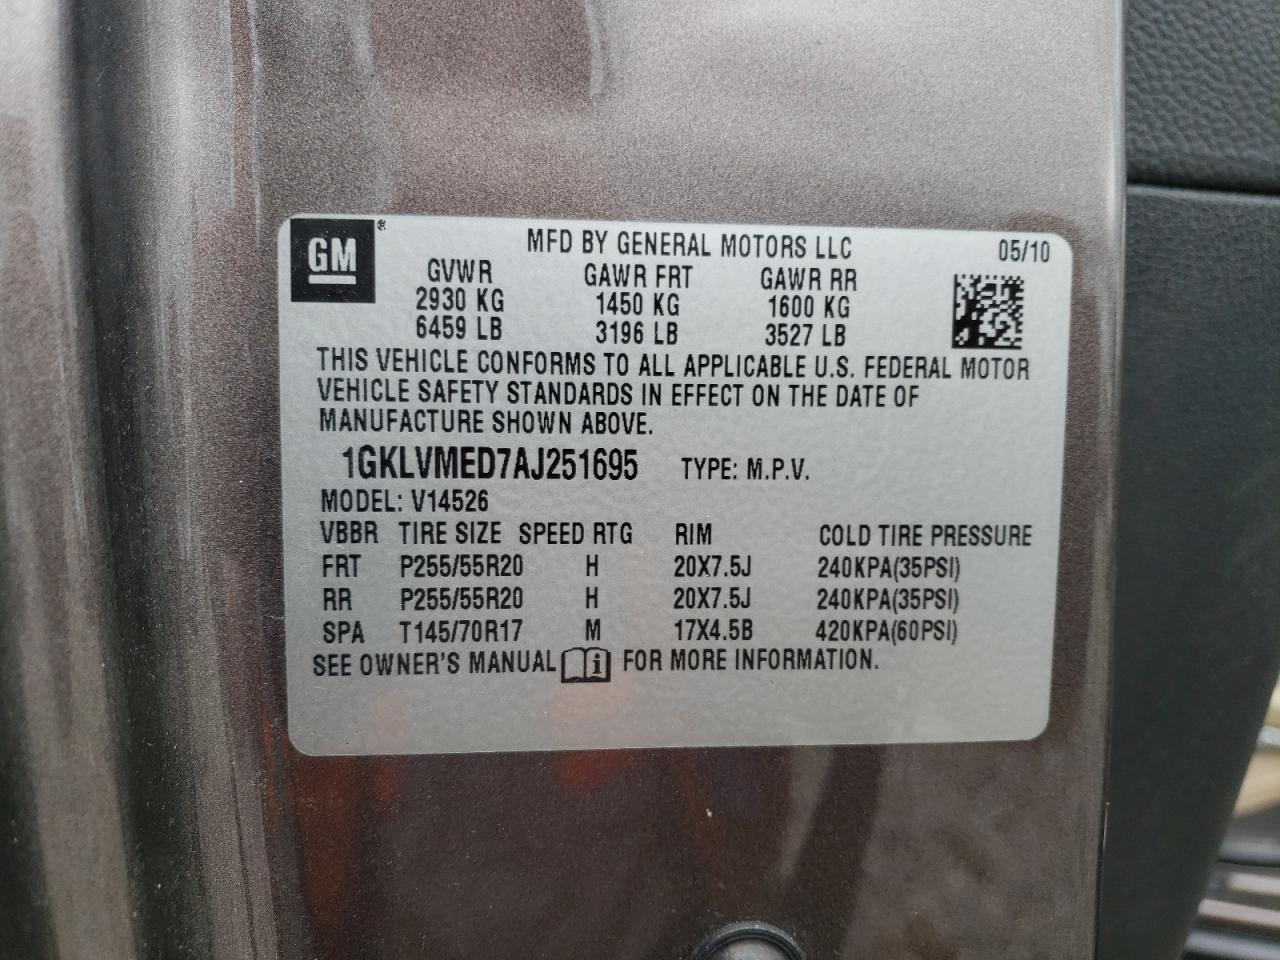 GM ®
MFD BY GENERAL MOTORS LLC 05/10
GVWR GAWR FRT GAWR RR
2930 KG 1450 KG 1600 KG
6459 LB 3196 LB 3527 LB
THIS VEHICLE CONFORMS TO ALL APPLICABLE U.S. FEDERAL MOTOR
VEHICLE SAFETY STANDARDS IN EFFECT ON THE DATE OF
MANUFACTURE SHOWN ABOVE.
1GKLVMED7AJ251695 TYPE: M.P.V.
MODEL: V14526
VBBR TIRE SIZE SPEED RTG RIM COLD TIRE PRESSURE
FRT P255/55R20 H 20X7.5J 240KPA(35PSI)
RR P255/55R20 H 20X7.5J 240KPA(35PSI)
SPA T145/70R17 M 17X4.5B 420KPA(60PSI)
SEE OWNER'S MANUAL i FOR MORE INFORMATION.